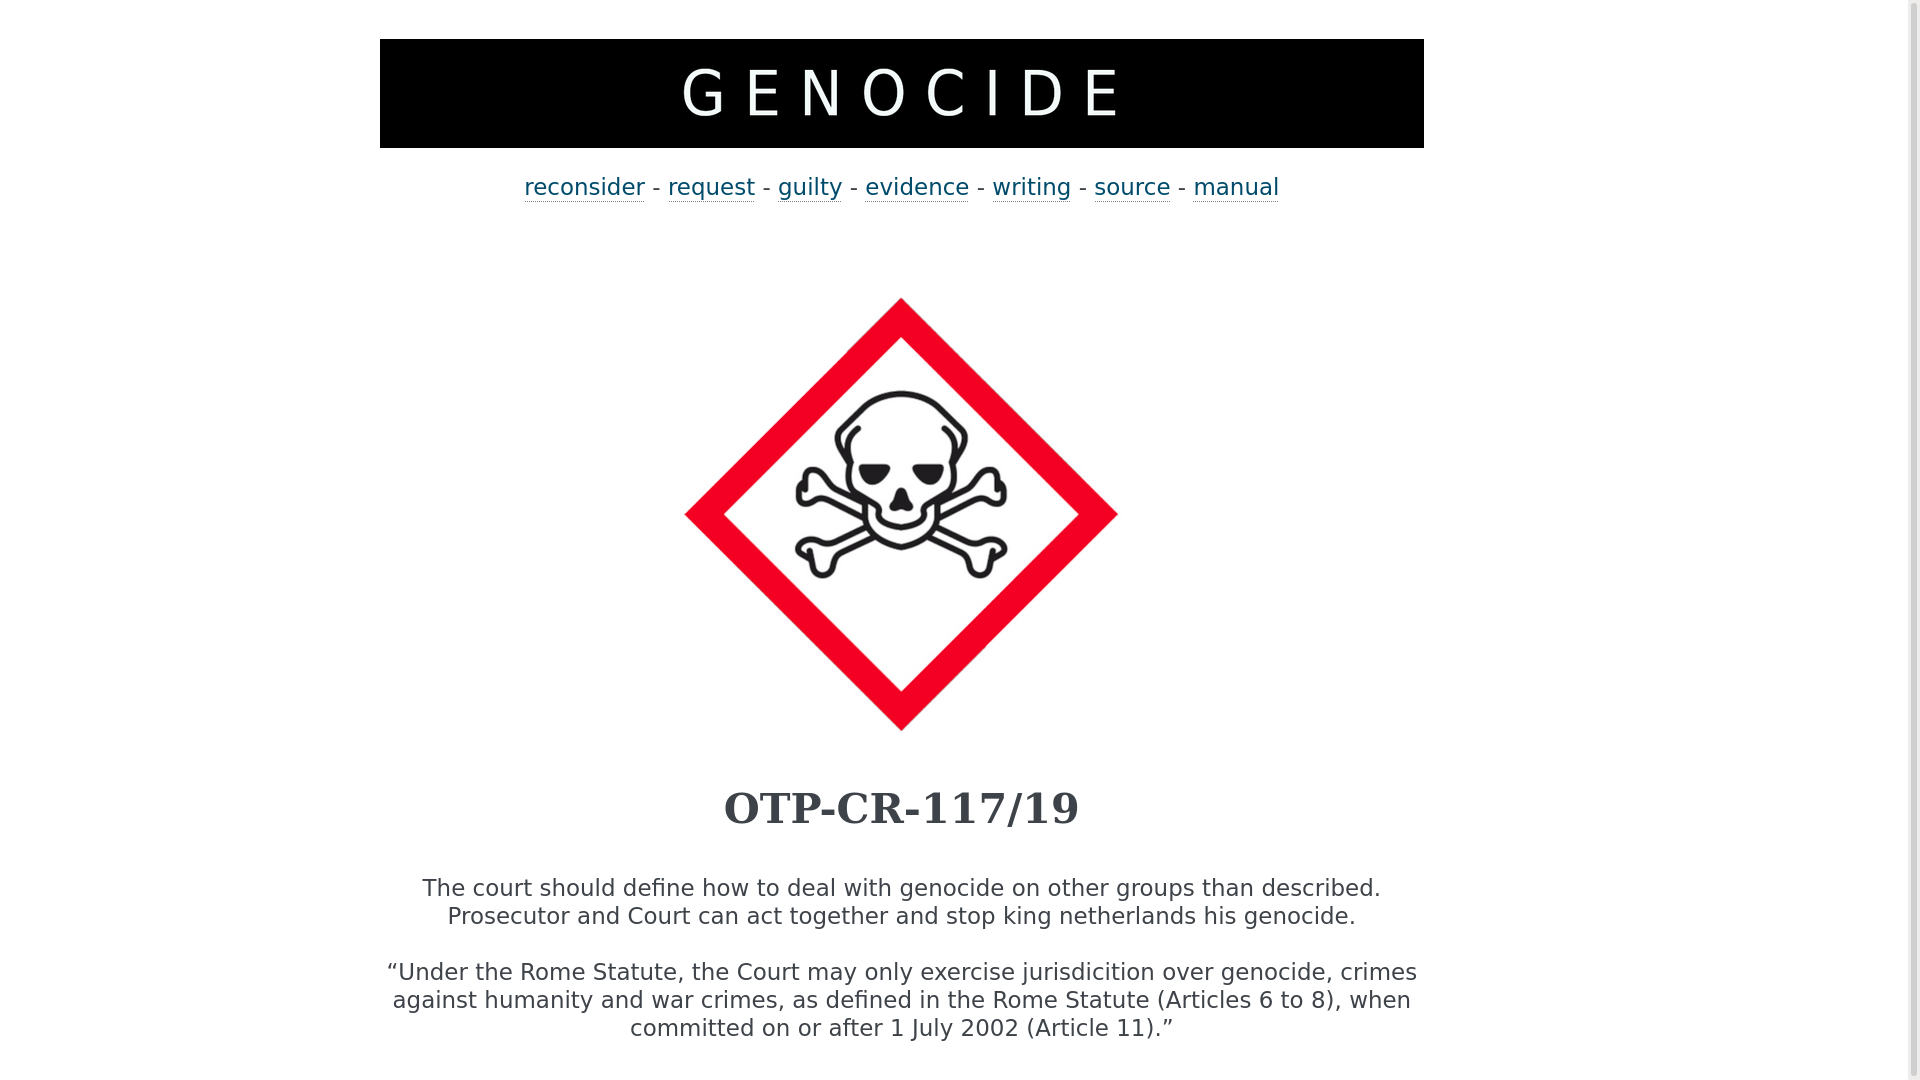 GENOCIDE
reconsider - request - guilty - evidence - writing - source - manual
OTP-CR-117/19
The court should define how to deal with genocide on other groups than described.
Prosecutor and Court can act together and stop king netherlands his genocide.
“Under the Rome Statute, the Court may only exercise jurisdicition over genocide, crimes
against humanity and war crimes, as defined in the Rome Statute (Articles 6 to 8), when
committed on or after 1 July 2002 (Article 11).”